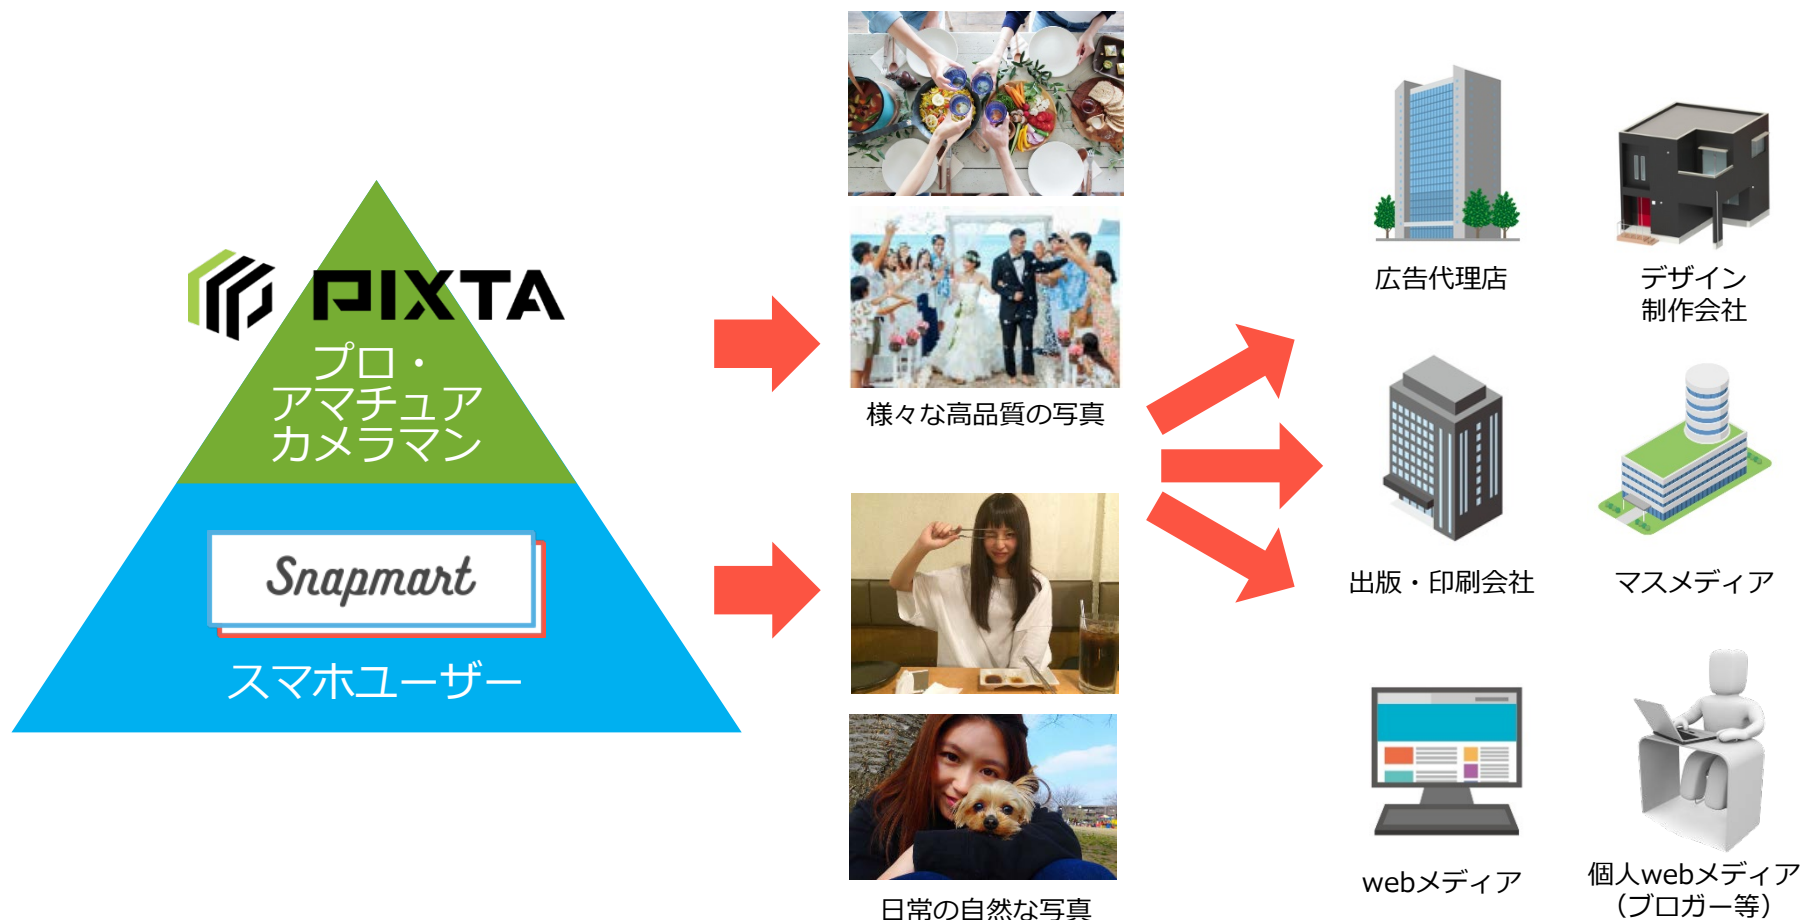 PIXTA
プロ・
アマチュア
カメラマン
Snapmart
スマホユーザー
様々な高品質の写真
日常の自然な写真
広告代理店
デザイン
制作会社
出版・印刷会社
マスメディア
webメディア
個人webメディア
（ブロガー等）